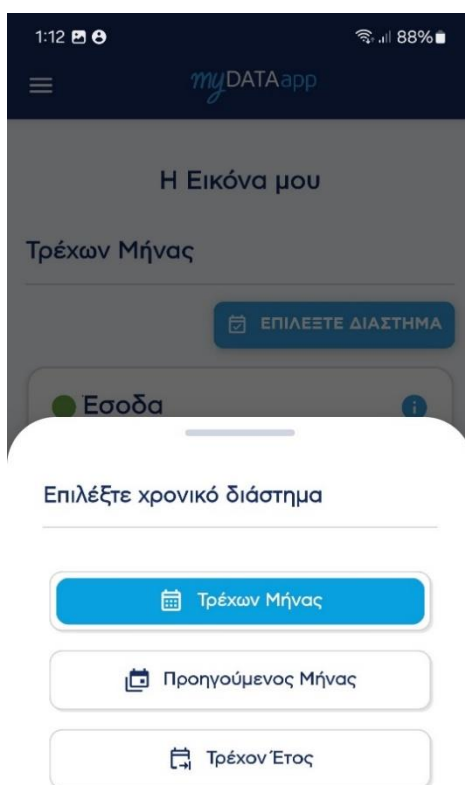 1:12 88%
myDATAapp
Η Εικόνα μου
Τρέχων Μήνας
ΕΠΙΛΕΞΤΕ ΔΙΑΣΤΗΜΑ
Έσοδα
Επιλέξτε χρονικό διάστημα
Τρέχων Μήνας
Προηγούμενος Μήνας
Τρέχον Έτος